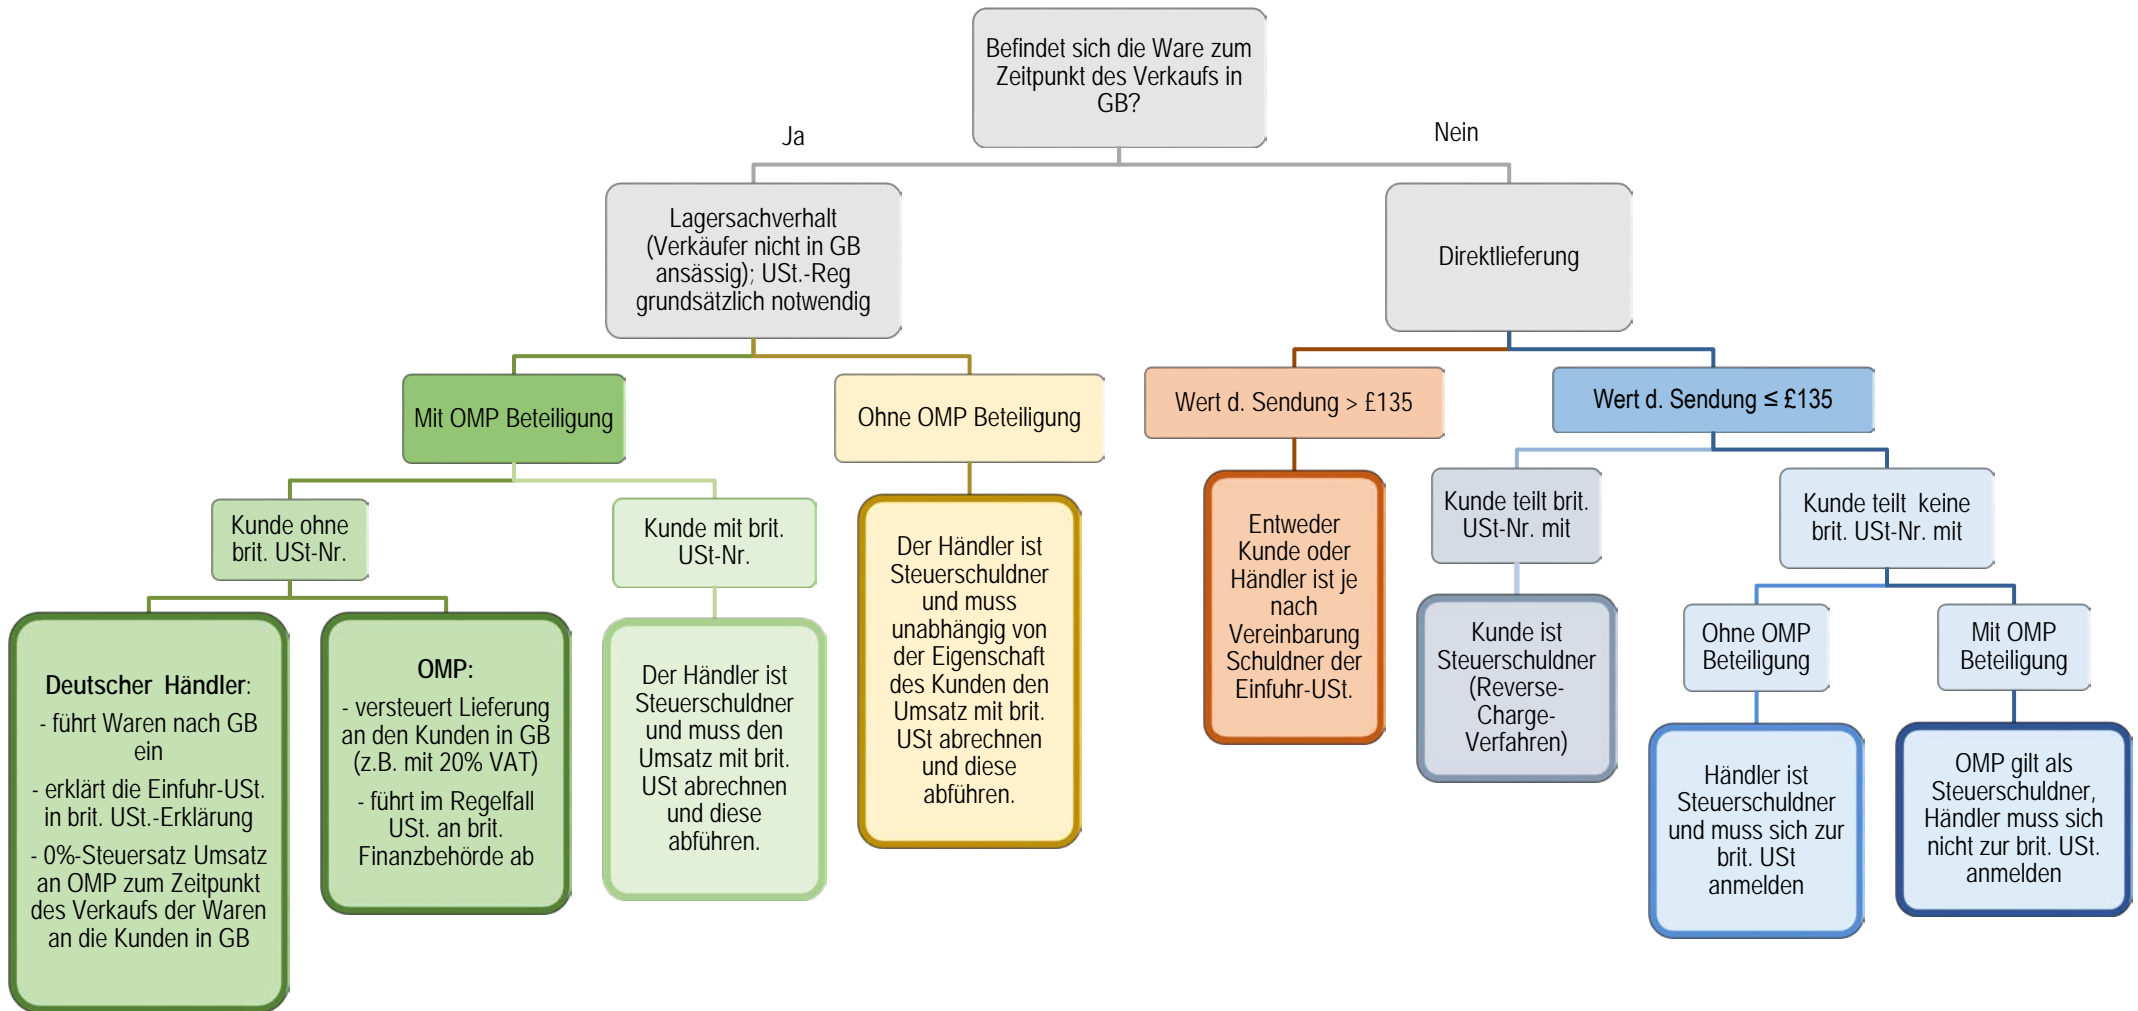 Befindet sich die Ware zum
Zeitpunkt des Verkaufs in
GB?
Ja
Nein
Lagersachverhalt
(Verkäufer nicht in GB
ansässig); USt.-Reg
grundsätzlich notwendig
Direktlieferung
Mit OMP Beteiligung
Ohne OMP Beteiligung
Wert d. Sendung > £135
Wert d. Sendung ≤ £135
Kunde ohne
brit. USt-Nr.
Kunde mit brit.
USt-Nr.
Kunde teilt brit.
USt-Nr. mit
Kunde teilt keine
brit. USt-Nr. mit
Deutscher Händler:
- führt Waren nach GB
ein
- erklärt die Einfuhr-USt.
in brit. USt.-Erklärung
- 0%-Steuersatz Umsatz
an OMP zum Zeitpunkt
des Verkaufs der Waren
an die Kunden in GB
OMP:
- versteuert Lieferung
an den Kunden in GB
(z.B. mit 20% VAT)
- führt im Regelfall
USt. an brit.
Finanzbehörde ab
Der Händler ist
Steuerschuldner
und muss den
Umsatz mit brit.
USt abrechnen
und diese
abführen.
Der Händler ist
Steuerschuldner
und muss
unabhängig von
der Eigenschaft
des Kunden den
Umsatz mit brit.
USt abrechnen
und diese
abführen.
Entweder
Kunde oder
Händler ist je
nach
Vereinbarung
Schuldner der
Einfuhr-USt.
Kunde ist
Steuerschuldner
(Reverse-
Charge-
Verfahren)
Ohne OMP
Beteiligung
Mit OMP
Beteiligung
Händler ist
Steuerschuldner
und muss sich zur
brit. USt
anmelden
OMP gilt als
Steuerschuldner,
Händler muss sich
nicht zur brit. USt.
anmelden